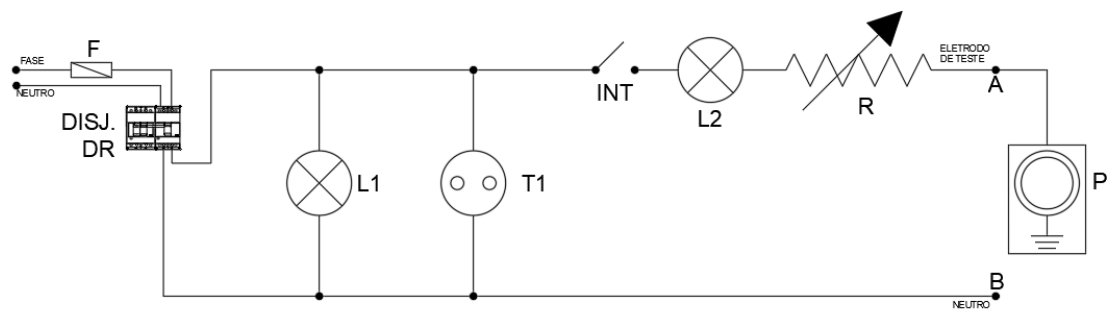 FASE
F
NEUTRO
DISJ.
DR
L1
T1
INT
L2
R
ELETRODO
DE TESTE
A
P
B
NEUTRO